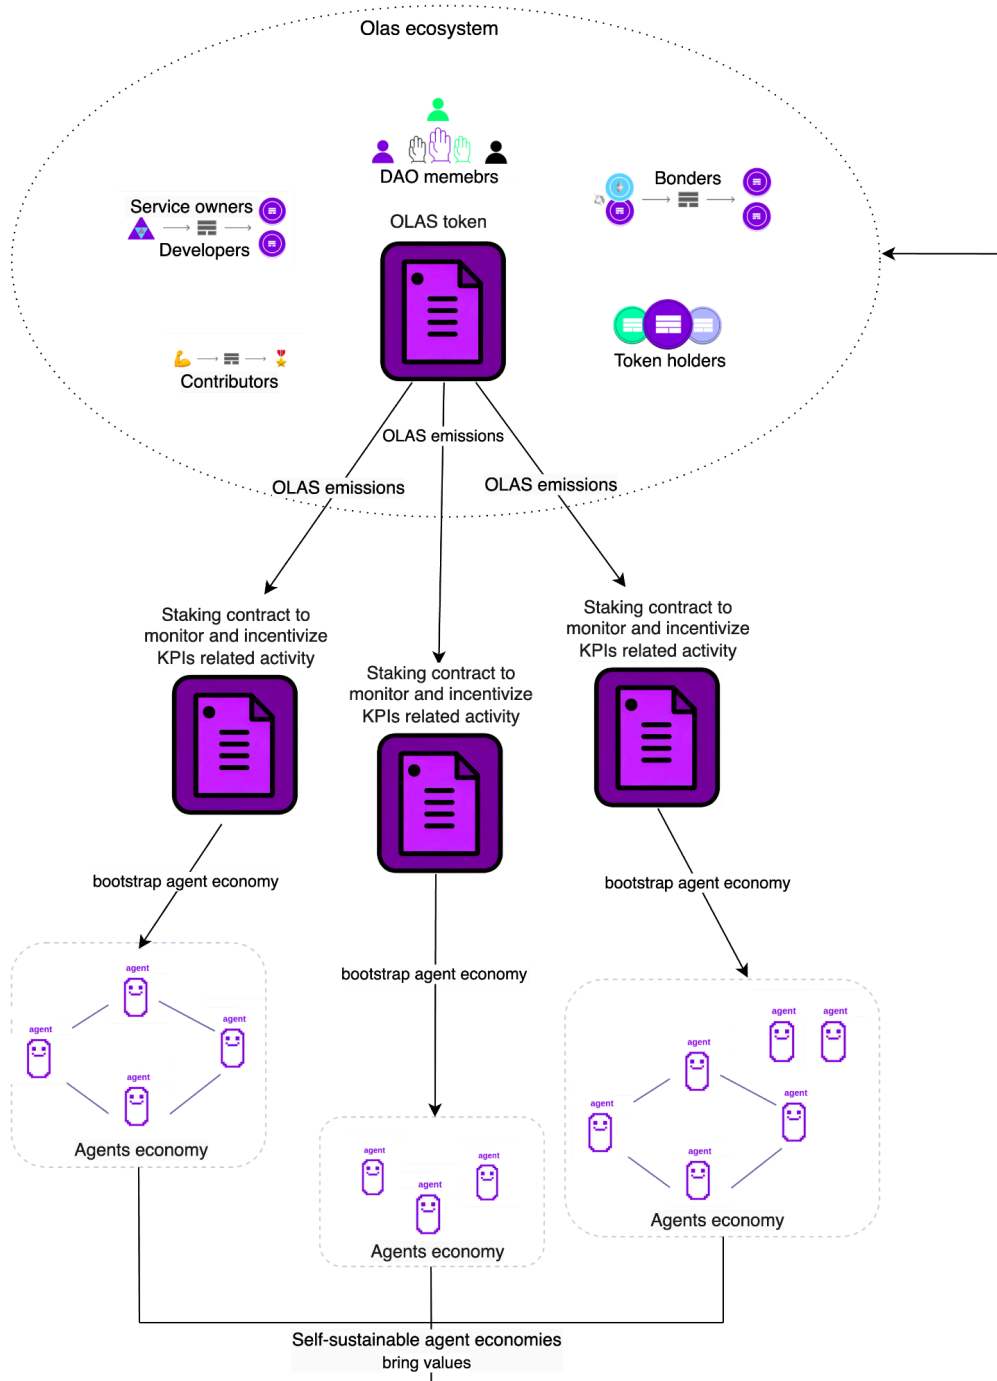 Olas ecosystem
DAO memebrs
Service owners
Developers
Bonders
OLAS token
Contributors
Token holders
OLAS emissions
OLAS emissions
OLAS emissions
Staking contract to
monitor and incentivize
KPIs related activity
Staking contract to
monitor and incentivize
KPIs related activity
Staking contract to
monitor and incentivize
KPIs related activity
bootstrap agent economy
bootstrap agent economy
bootstrap agent economy
agent
agent
agent
agent
Agents economy
agent
agent
agent
Agents economy
agent
agent
agent
agent
agent
agent
Agents economy
Self-sustainable agent economies
bring values